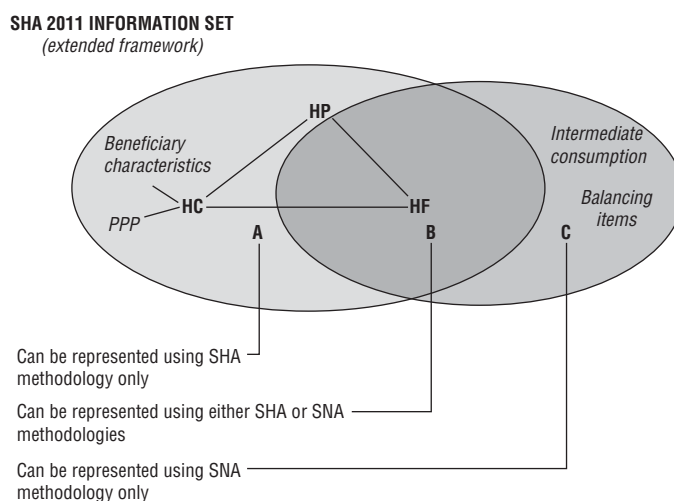 SHA 2011 INFORMATION SET
(extended framework)
HP
Beneficiary
characteristics
Intermediate
consumption
HC
HF
Balancing
items
PPP
A
B
C
Can be represented using SHA
methodology only
Can be represented using either SHA or SNA
methodologies
Can be represented using SNA
methodology only